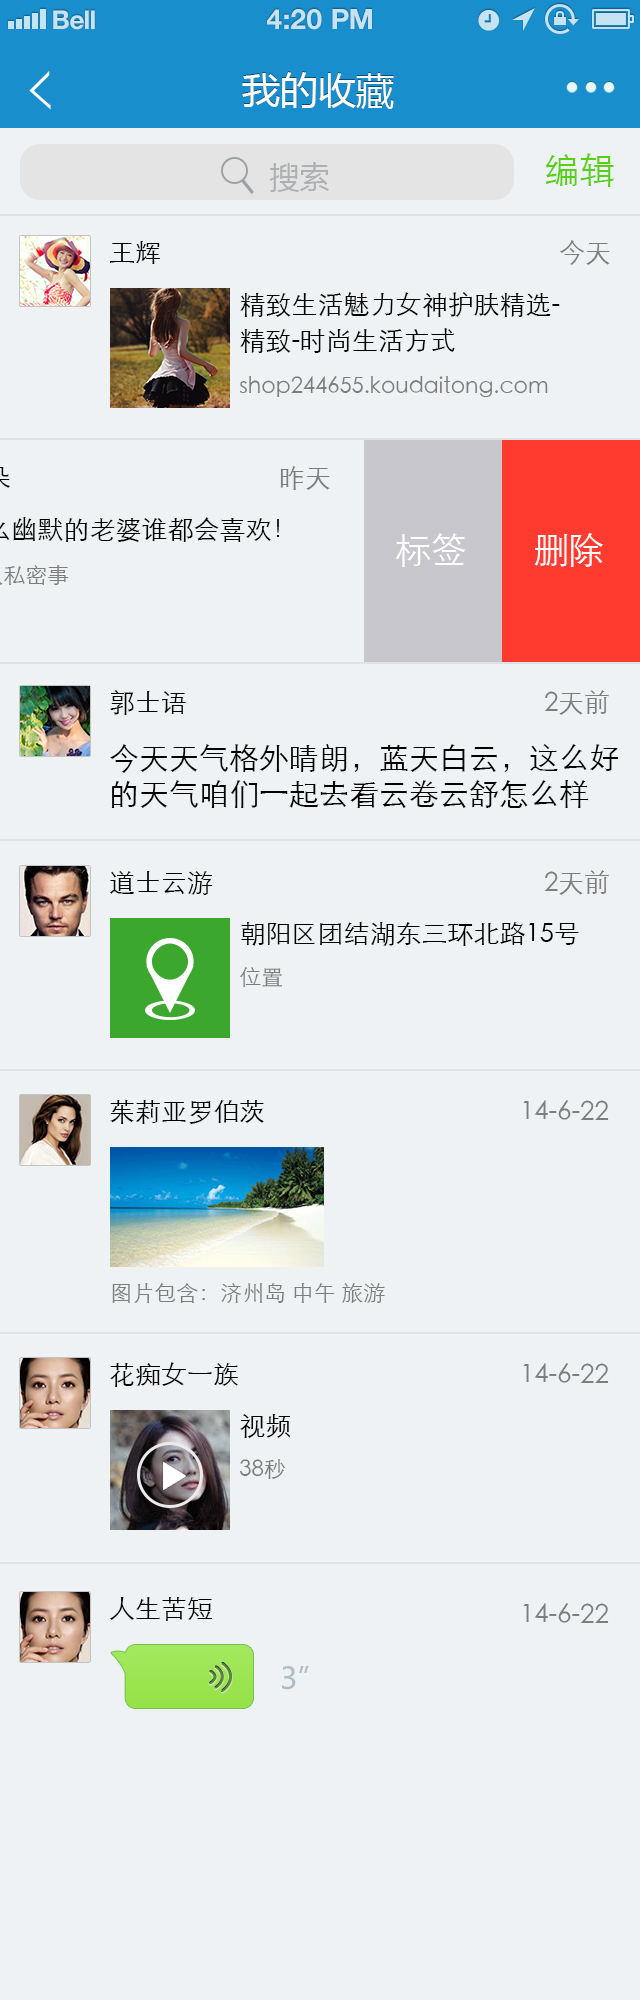 Bell 4:20 PM
我的收藏
搜索 编辑
王辉 今天
精致生活魅力女神护肤精选-
精致-时尚生活方式
shop244655.koudaitong.com
昨天
幽默的老婆谁都会喜欢！
私密事
标签 删除
郭士语 2天前
今天天气格外晴朗，蓝天白云，这么好
的天气咱们一起去看云卷云舒怎么样
道士云游 2天前
朝阳区团结湖东三环北路15号
位置
茱莉亚罗伯茨 14-6-22
图片包含：济州岛 中午 旅游
花痴女一族 14-6-22
视频
38秒
人生苦短 14-6-22
3″